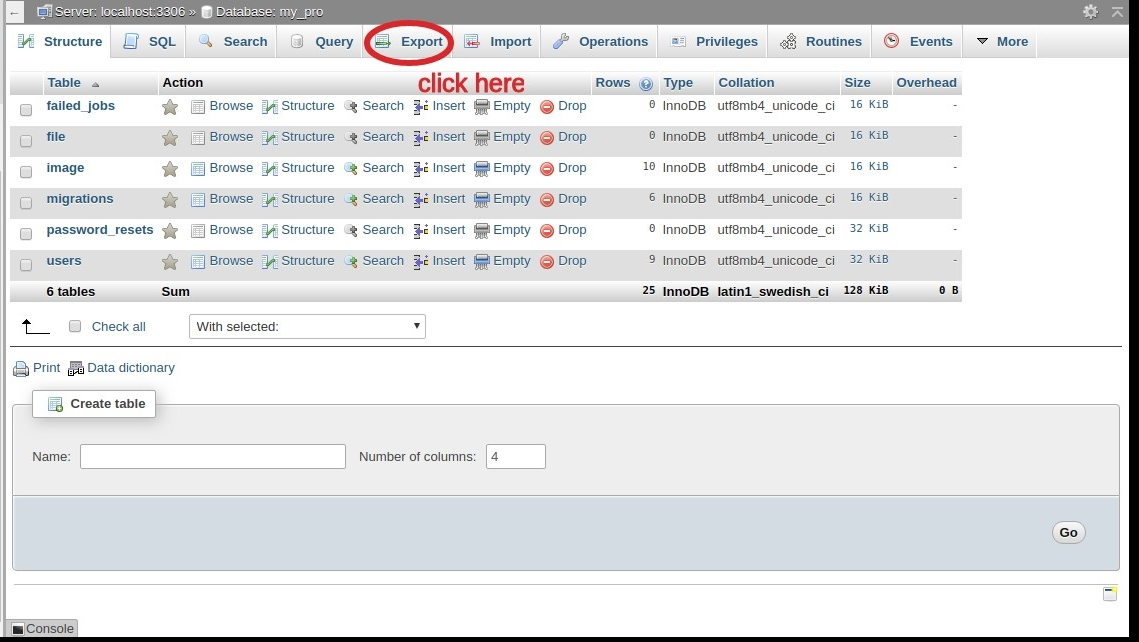 Server: localhost:3306 » Database: my_pro
Structure SQL Search Query Export Import Operations Privileges Routines Events More
click here
Table Action Rows Type Collation Size Overhead
failed_jobs Browse Structure Search Insert Empty Drop 0 InnoDB utf8mb4_unicode_ci 16 KiB -
file Browse Structure Search Insert Empty Drop 0 InnoDB utf8mb4_unicode_ci 16 KiB -
image Browse Structure Search Insert Empty Drop 10 InnoDB utf8mb4_unicode_ci 16 KiB -
migrations Browse Structure Search Insert Empty Drop 6 InnoDB utf8mb4_unicode_ci 16 KiB -
password_resets Browse Structure Search Insert Empty Drop 0 InnoDB utf8mb4_unicode_ci 32 KiB -
users Browse Structure Search Insert Empty Drop 9 InnoDB utf8mb4_unicode_ci 32 KiB -
6 tables Sum 25 InnoDB latin1_swedish_ci 128 KiB 0 B
Check all With selected:
Print Data dictionary
Create table
Name: Number of columns: 4
Go
Console